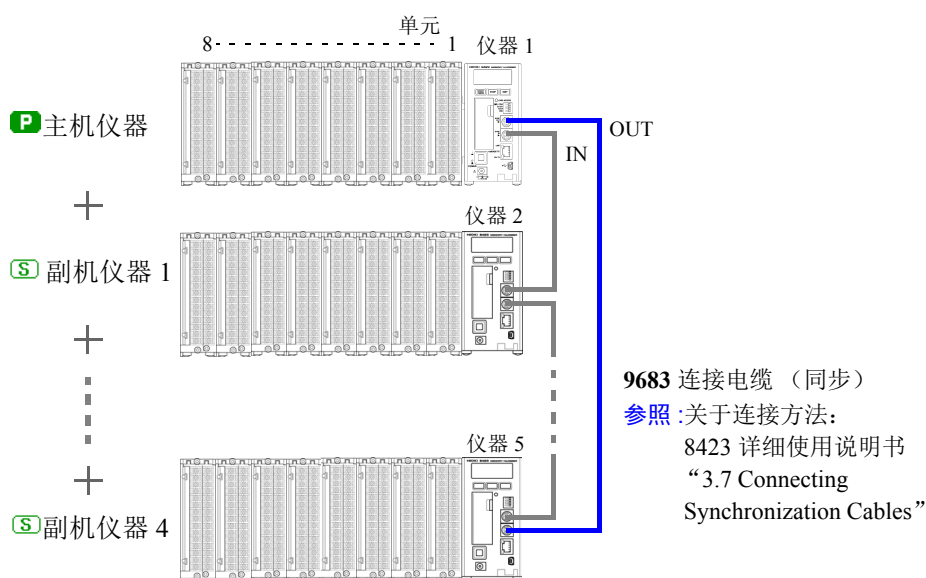 单元
8 1 仪器 1
P 主机仪器
OUT
IN
仪器 2
S 副机仪器 1
9683 连接电缆 （同步）
参照 :关于连接方法：
8423 详细使用说明书
仪器 5
“3.7 Connecting
Synchronization Cables”
S 副机仪器 4